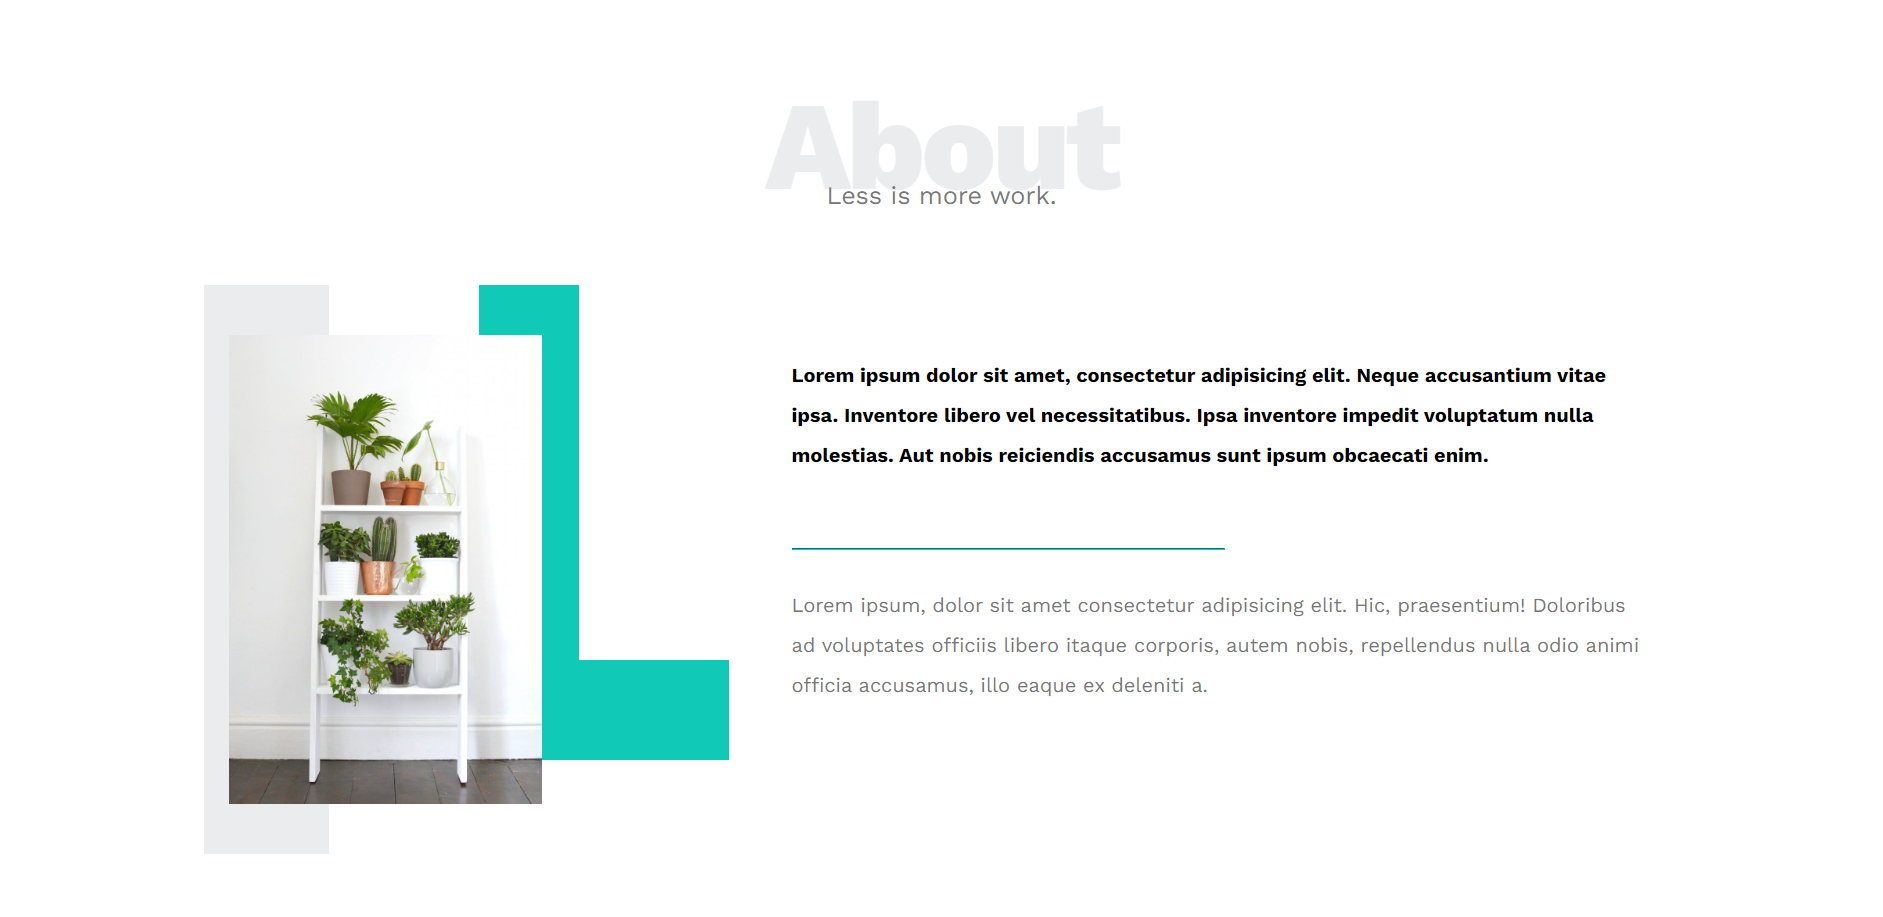 About
Less is more work.
Lorem ipsum dolor sit amet, consectetur adipisicing elit. Neque accusantium vitae
ipsa. Inventore libero vel necessitatibus. Ipsa inventore impedit voluptatum nulla
molestias. Aut nobis reiciendis accusamus sunt ipsum obcaecati enim.
Lorem ipsum, dolor sit amet consectetur adipisicing elit. Hic, praesentium! Doloribus
ad voluptates officiis libero itaque corporis, autem nobis, repellendus nulla odio animi
officia accusamus, illo eaque ex deleniti a.